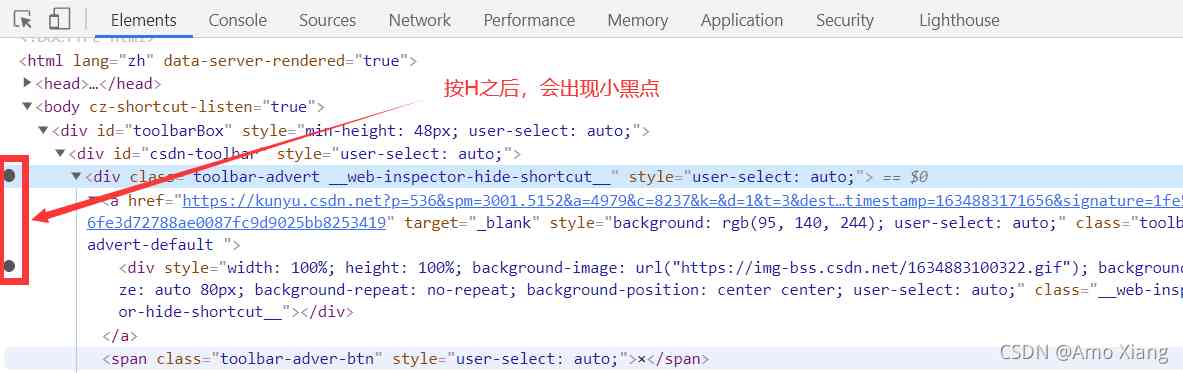 Elements Console Sources Network Performance Memory Application Security Lighthouse
<!DOCTYPE html>
<html lang="zh" data-server-rendered="true">
<head>…</head>
按H之后，会出现小黑点
<body cz-shortcut-listen="true">
<div id="toolbarBox" style="min-height: 48px; user-select: auto;">
<div id="csdn-toolbar" style="user-select: auto;">
<div class="toolbar-advert __web-inspector-hide-shortcut__" style="user-select: auto;"> == $0
<a href="https://kunyu.csdn.net?p=536&spm=3001.5152&a=4979&c=8237&k=&d=1&t=3&dest…timestamp=1634883171656&signature=1fe5
6fe3d72788ae0087fc9d9025bb8253419" target="_blank" style="background: rgb(95, 140, 244); user-select: auto;" class="toolb
advert-default ">
<div style="width: 100%; height: 100%; background-image: url("https://img-bss.csdn.net/1634883100322.gif"); background
ze: auto 80px; background-repeat: no-repeat; background-position: center center; user-select: auto;" class="__web-insp
or-hide-shortcut__"></div>
</a>
<span class="toolbar-adver-btn" style="user-select: auto;">×</span>
CSDN @Amo Xiang